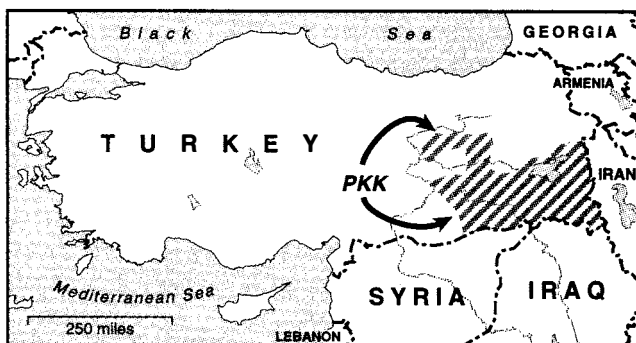 Black Sea
GEORGIA
ARMENIA
TURKEY
PKK
IRAN
Mediterranean Sea
SYRIA
IRAQ
250 miles
LEBANON